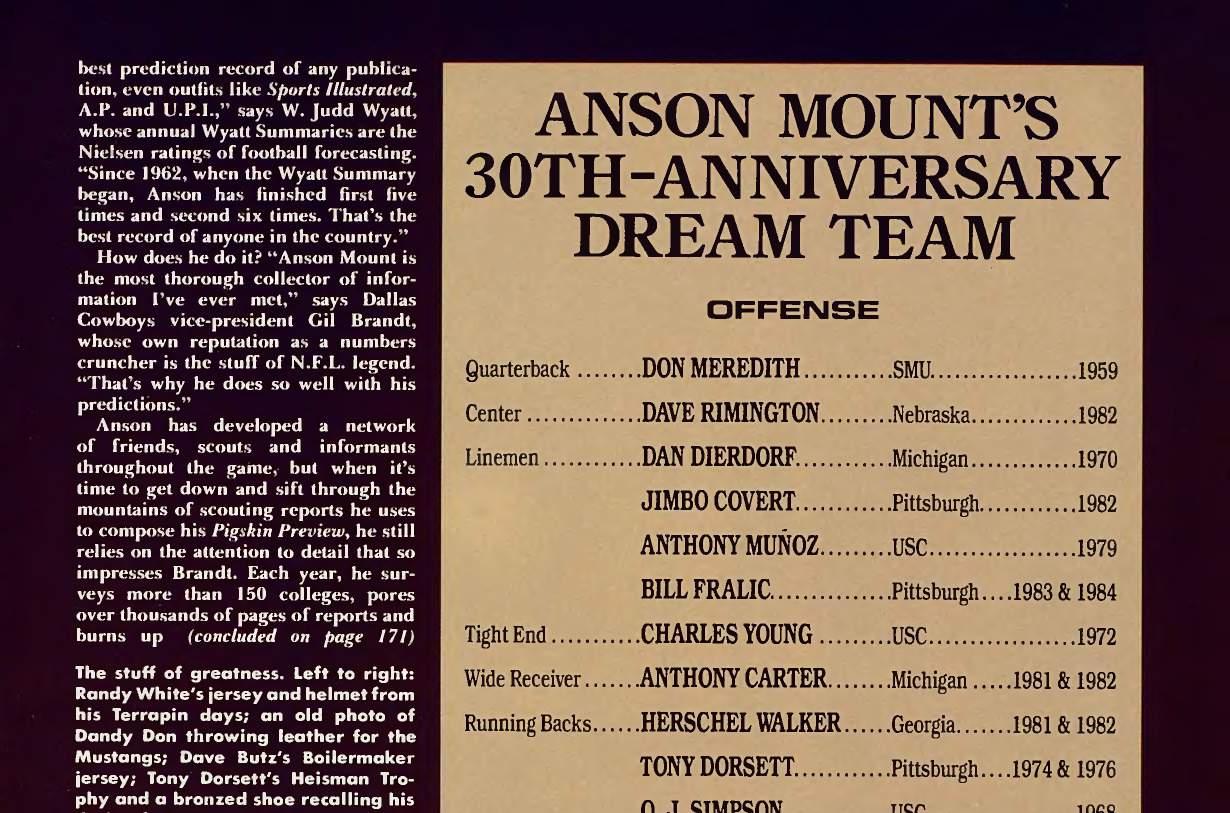 best prediction record of any publica-
tion, even outfits like Sports Illustrated,
A.P. and U.P.I.," says W. Judd Wyatt,
whose annual Wyatt Summaries are the
Nielsen ratings of football forecasting.
"Since 1962, when the Wyatt Summary
began, Anson has finished first five
times and second six times. That's the
best record of anyone in the country."
How does he do it? "Anson Mount is
the most thorough collector of infor-
mation I've ever met," says Dallas
Cowboys vice-president Gil Brandt,
whose own reputation as a numbers
cruncher is the stuff of N.F.L. legend.
"That's why he does so well with his
predictions."
Anson has developed a network
of friends, scouts and informants
throughout the game, but when it's
time to get down and sift through the
mountains of scouting reports he uses
to compose his Pigskin Preview, he still
relies on the attention to detail that so
impresses Brandt. Each year, he sur-
veys more than 150 colleges, pores
over thousands of pages of reports and
burns up (concluded on page 171)
The stuff of greatness. Left to right:
Randy White's jersey and helmet from
his Terrapin days; an old photo of
Dandy Don throwing leather for the
Mustangs; Dave Butz's Boilermaker
jersey; Tony Dorsett's Heisman Tro-
phy and a bronzed shoe recalling his
ANSON MOUNT'S
30TH-ANNIVERSARY
DREAM TEAM
OFFENSE
Quarterback ........DON MEREDITH...........SMU..................1959
Center .............DAVE RIMINGTON.........Nebraska.............1982
Linemen ............DAN DIERDORF............Michigan.............1970
JIMBO COVERT............Pittsburgh............1982
ANTHONY MUÑOZ.........USC..................1979
BILL FRALIC...............Pittsburgh....1983 & 1984
Tight End ...........CHARLES YOUNG .........USC..................1972
Wide Receiver .......ANTHONY CARTER........Michigan .....1981 & 1982
Running Backs......HERSCHEL WALKER......Georgia.......1981 & 1982
TONY DORSETT............Pittsburgh....1974 & 1976
O. J. SIMPSON USC 1968